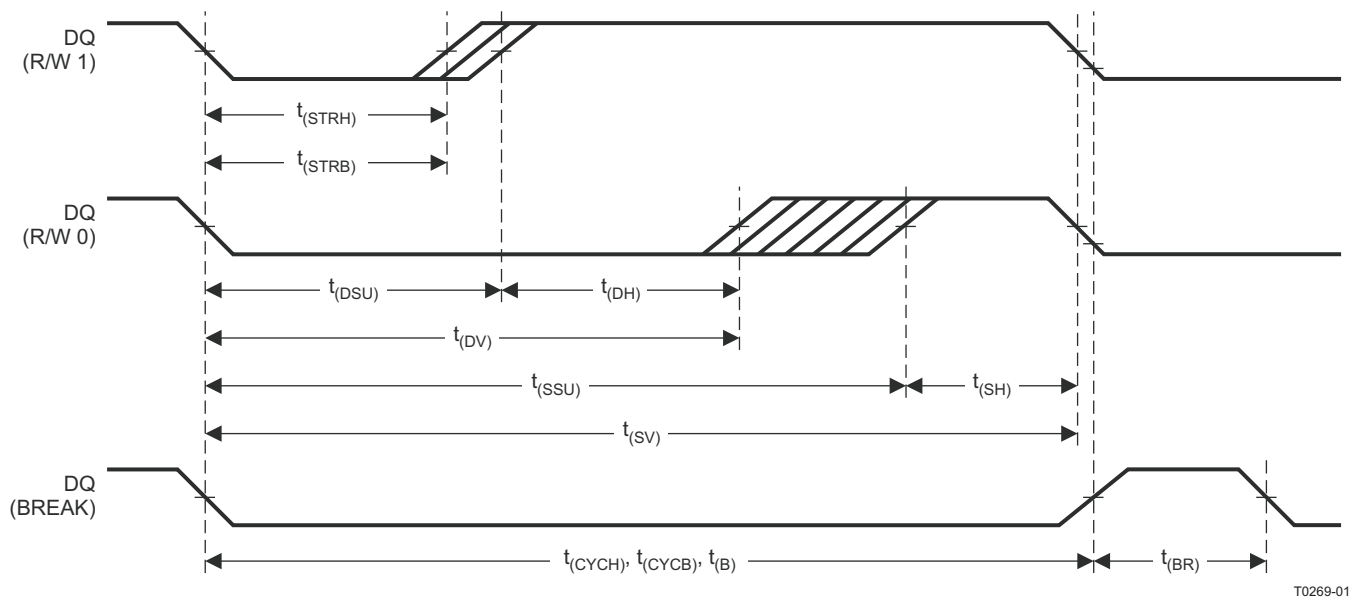 DQ
(R/W 1)
t(STRH)
t(STRB)
DQ
(R/W 0)
t(DSU)
t(DH)
t(DV)
t(SSU)
t(SH)
t(SV)
DQ
(BREAK)
t(CYCH), t(CYCB), t(B)
t(BR)
T0269-01